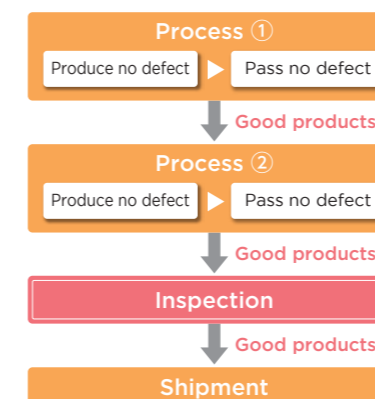 Process ①
Produce no defect Pass no defect
Good products
Process ②
Produce no defect Pass no defect
Good products
Inspection
Good products
Shipment